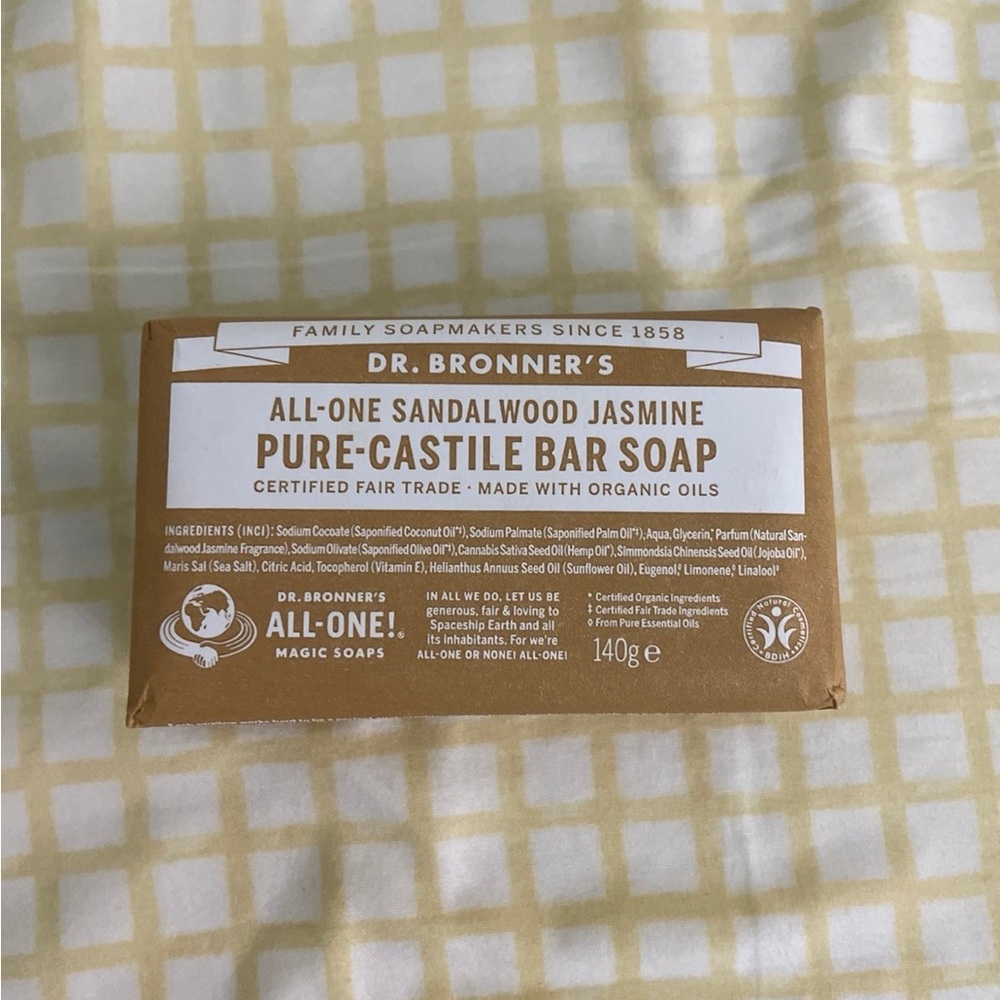 FAMILY SOAPMAKERS SINCE 1858
DR. BRONNER'S
ALL-ONE SANDALWOOD JASMINE
PURE-CASTILE BAR SOAP
CERTIFIED FAIR TRADE · MADE WITH ORGANIC OILS
INGREDIENTS (INCI): Sodium Cocoate (Saponified Coconut Oil*‡), Sodium Palmate (Saponified Palm Oil*‡), Aqua, Glycerin,* Parfum (Natural San-
dalwood Jasmine Fragrance), Sodium Olivate (Saponified Olive Oil*‡), Cannabis Sativa Seed Oil (Hemp Oil*), Simmondsia Chinensis Seed Oil (Jojoba Oil*),
Maris Sal (Sea Salt), Citric Acid, Tocopherol (Vitamin E), Helianthus Annuus Seed Oil (Sunflower Oil), Eugenol,◊ Limonene,◊ Linalool◊
DR. BRONNER'S
ALL-ONE!®
MAGIC SOAPS
IN ALL WE DO, LET US BE
generous, fair & loving to
Spaceship Earth and all
its inhabitants. For we're
ALL-ONE OR NONE! ALL-ONE!
* Certified Organic Ingredients
‡ Certified Fair Trade Ingredients
◊ From Pure Essential Oils
140g e
Certified Natural Cosmetics
BDIH